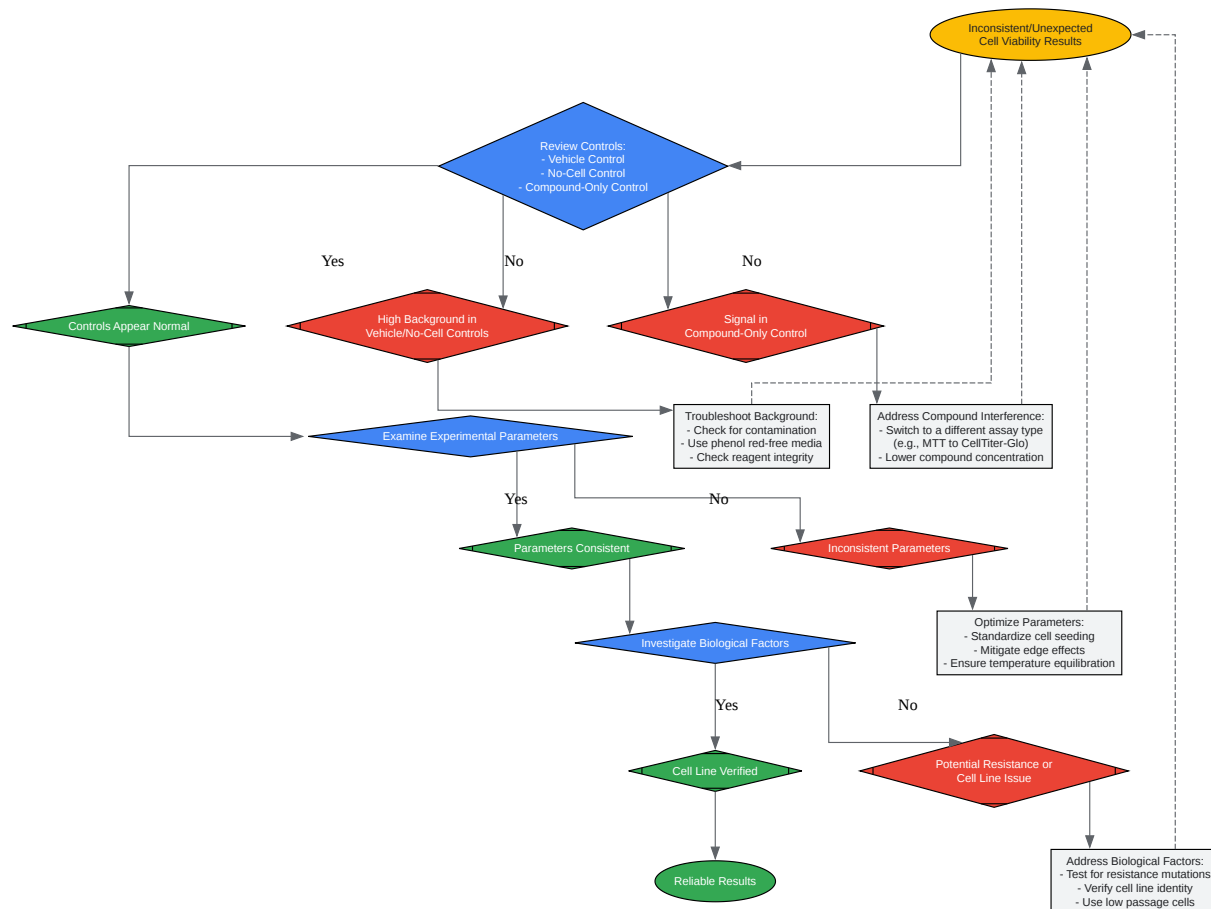 Inconsistent/Unexpected
Cell Viability Results
Review Controls:
- Vehicle Control
- No-Cell Control
- Compound-Only Control
Yes
No
No
Controls Appear Normal
High Background in
Vehicle/No-Cell Controls
Signal in
Compound-Only Control
Troubleshoot Background:
- Check for contamination
- Use phenol red-free media
- Check reagent integrity
Address Compound Interference:
- Switch to a different assay type
(e.g., MTT to CellTiter-Glo)
- Lower compound concentration
Examine Experimental Parameters
Yes
No
Parameters Consistent
Inconsistent Parameters
Optimize Parameters:
- Standardize cell seeding
- Mitigate edge effects
- Ensure temperature equilibration
Investigate Biological Factors
Yes
No
Cell Line Verified
Potential Resistance or
Cell Line Issue
Reliable Results
Address Biological Factors:
- Test for resistance mutations
- Verify cell line identity
- Use low passage cells